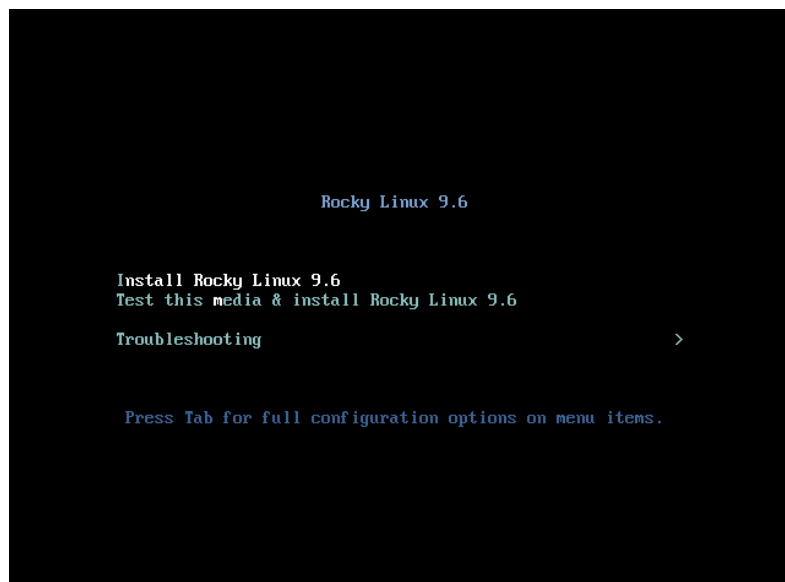 Rocky Linux 9.6
Install Rocky Linux 9.6
Test this media & install Rocky Linux 9.6
Troubleshooting >
Press Tab for full configuration options on menu items.